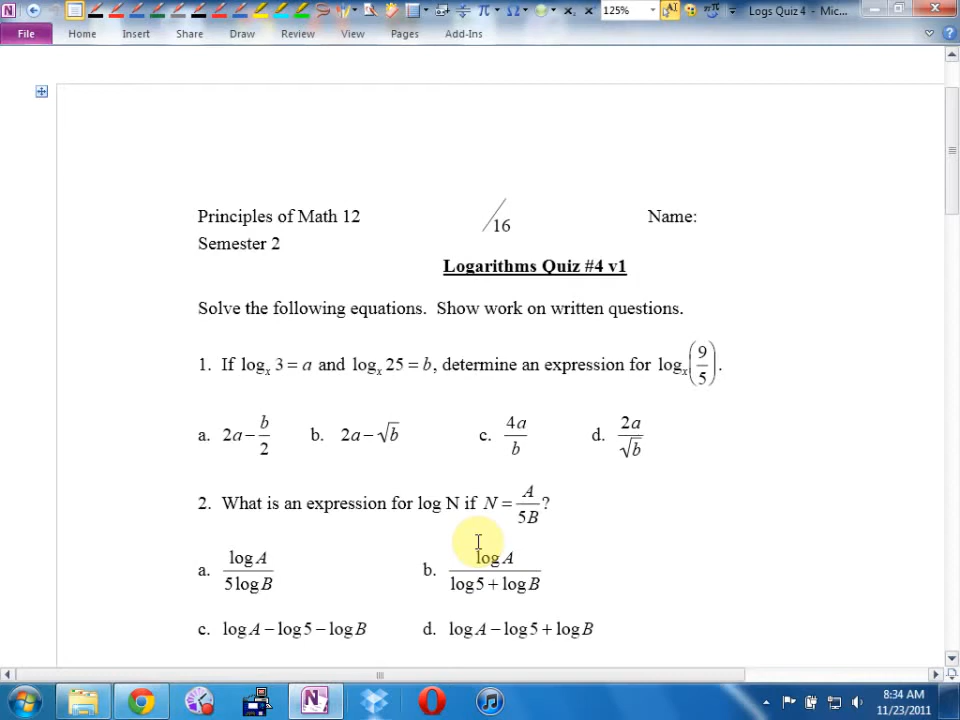 125% Logs Quiz 4 - Mic...
File Home Insert Share Draw Review View Pages Add-Ins
Principles of Math 12 /16 Name:
Semester 2
Logarithms Quiz #4 v1
Solve the following equations. Show work on written questions.
1. If logₓ 3 = a and logₓ 25 = b, determine an expression for logₓ(9/5).
a. 2a − b/2 b. 2a − √b c. 4a/b d. 2a/√b
2. What is an expression for log N if N = A/5B?
a. log A/5 log B b. log A/log 5 + log B
c. log A − log 5 − log B d. log A − log 5 + log B
8:34 AM
11/23/2011